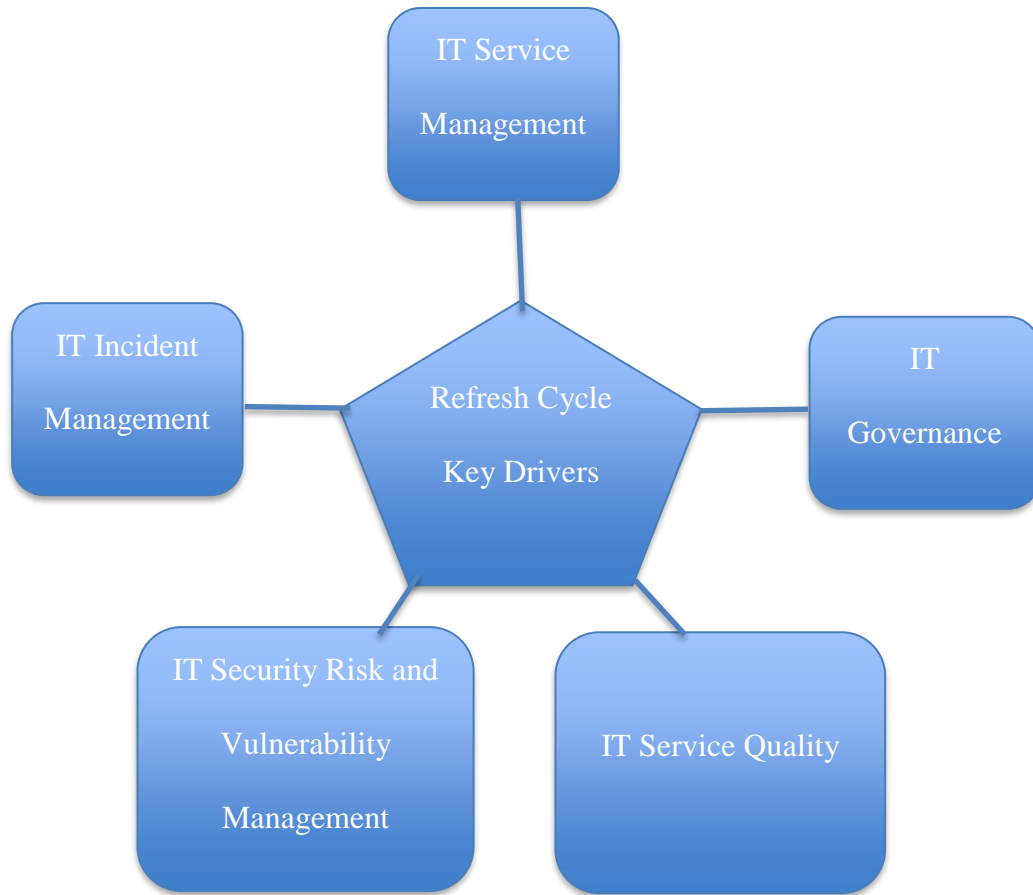 IT Service
Management
IT Incident
Management
Refresh Cycle
Key Drivers
IT
Governance
IT Security Risk and
Vulnerability
Management
IT Service Quality